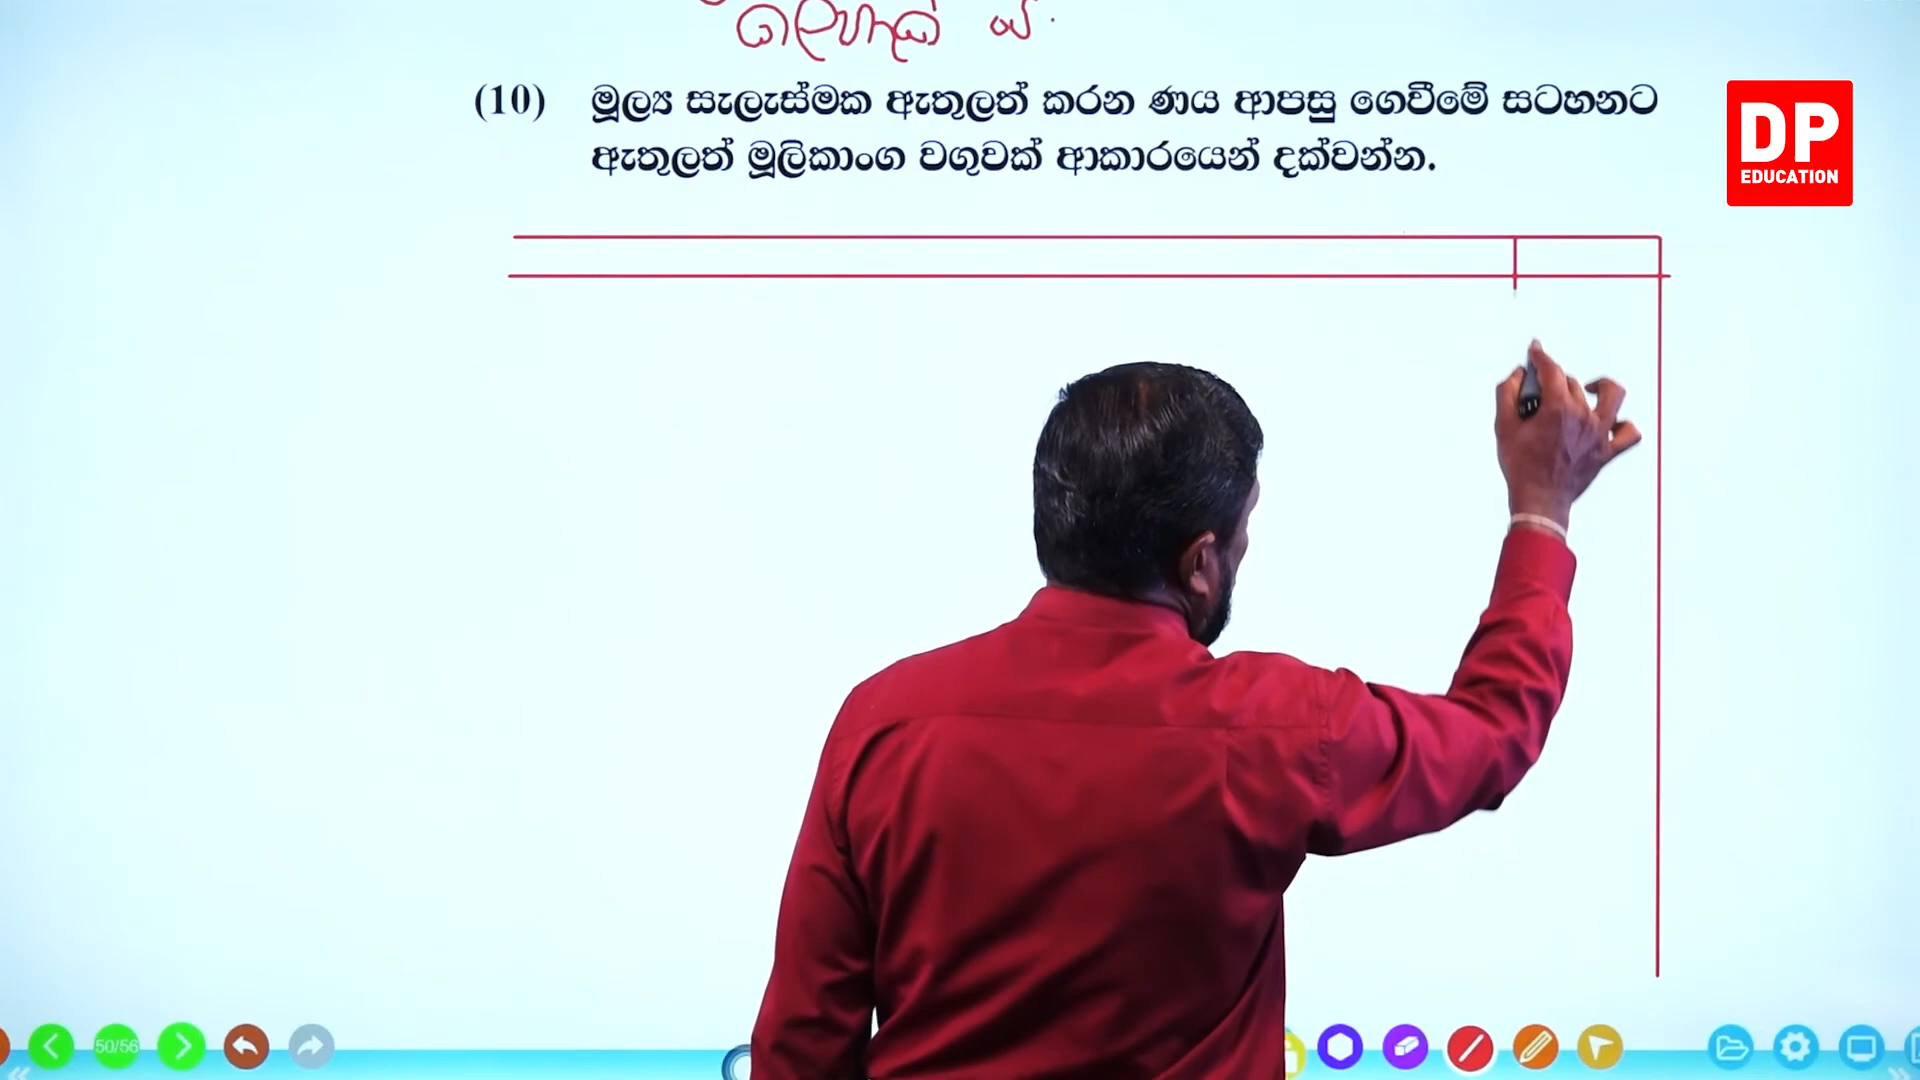 (10) මූල්‍ය සැලැස්මක ඇතුලත් කරන ණය ආපසු ගෙවීමේ සටහනට
ඇතුලත් මූලිකාංග වගුවක් ආකාරයෙන් දක්වන්න.
DP
EDUCATION
50/56